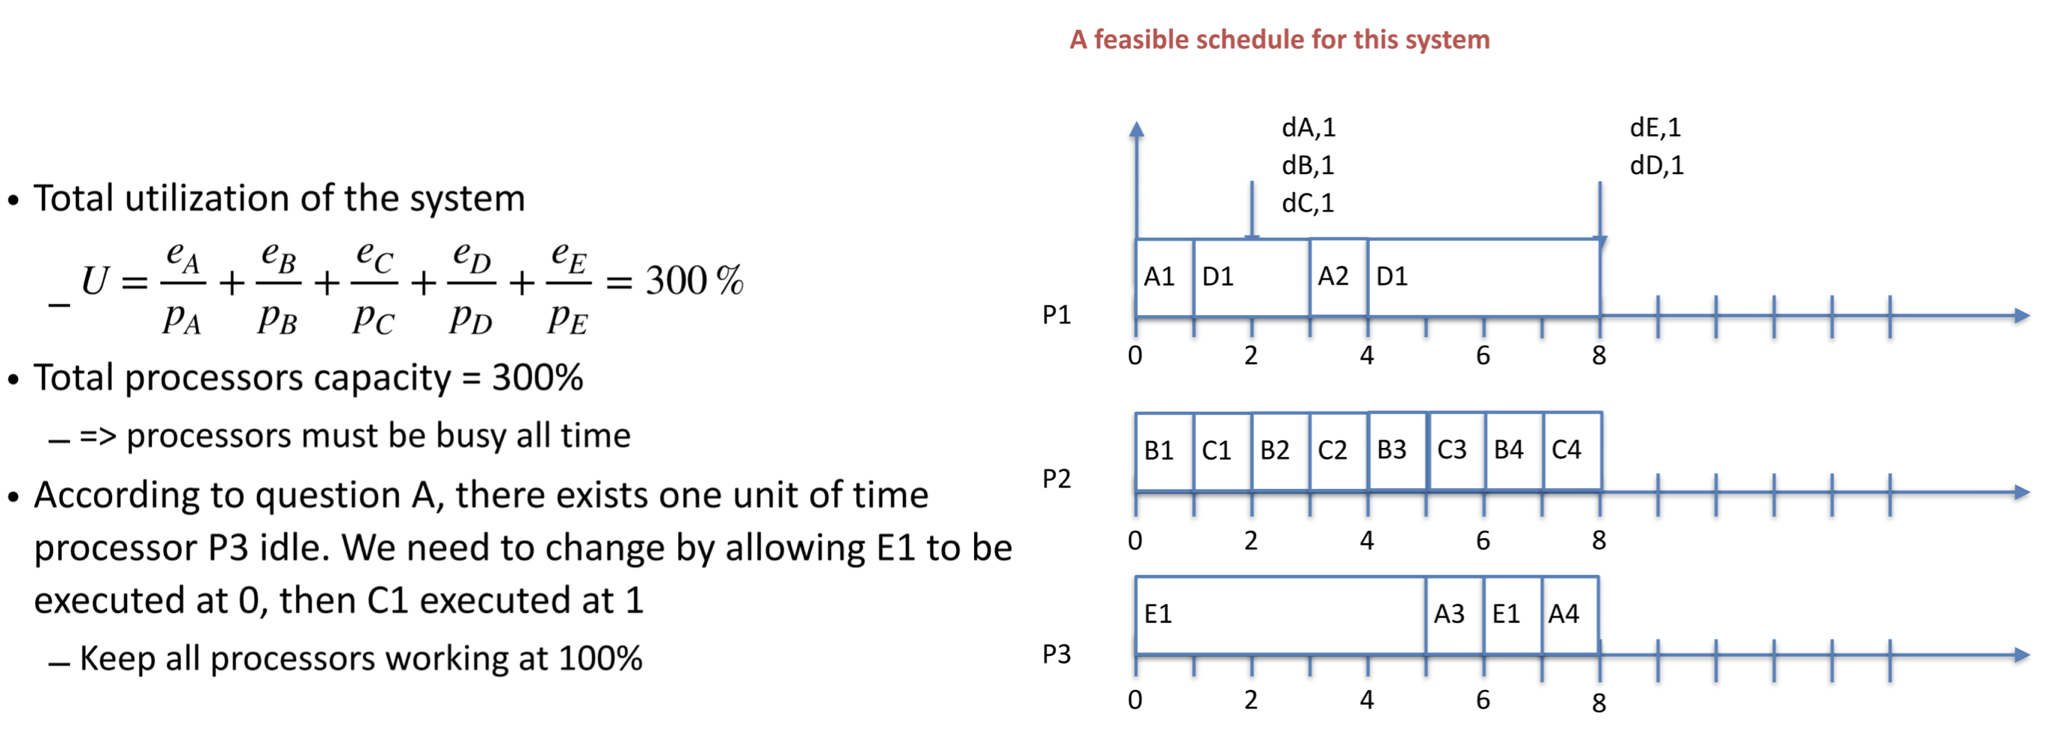 A feasible schedule for this system
• Total utilization of the system
– U = e_A/p_A + e_B/p_B + e_C/p_C + e_D/p_D + e_E/p_E = 300 %
• Total processors capacity = 300%
– => processors must be busy all time
• According to question A, there exists one unit of time
processor P3 idle. We need to change by allowing E1 to be
executed at 0, then C1 executed at 1
– Keep all processors working at 100%
dA,1
dB,1
dC,1
dE,1
dD,1
A1 D1 A2 D1
P1
0 2 4 6 8
B1 C1 B2 C2 B3 C3 B4 C4
P2
0 2 4 6 8
E1 A3 E1 A4
P3
0 2 4 6 8